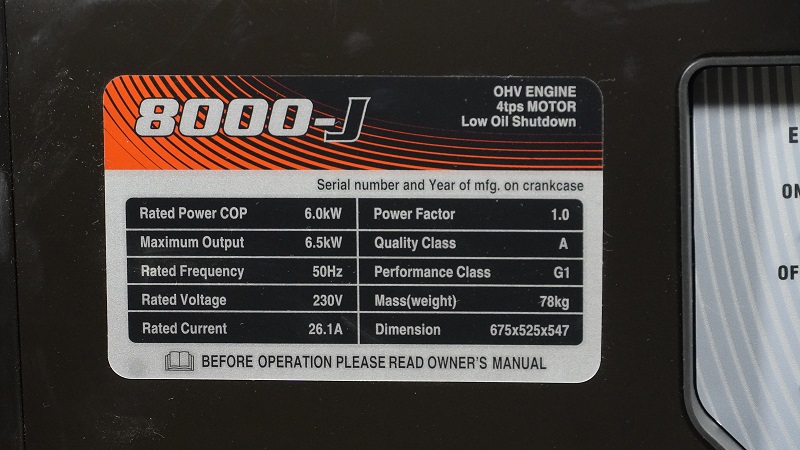 8000-J
OHV ENGINE
4tps MOTOR
Low Oil Shutdown
Serial number and Year of mfg. on crankcase
Rated Power COP 6.0kW Power Factor 1.0
Maximum Output 6.5kW Quality Class A
Rated Frequency 50Hz Performance Class G1
Rated Voltage 230V Mass(weight) 78kg
Rated Current 26.1A Dimension 675x525x547
BEFORE OPERATION PLEASE READ OWNER'S MANUAL